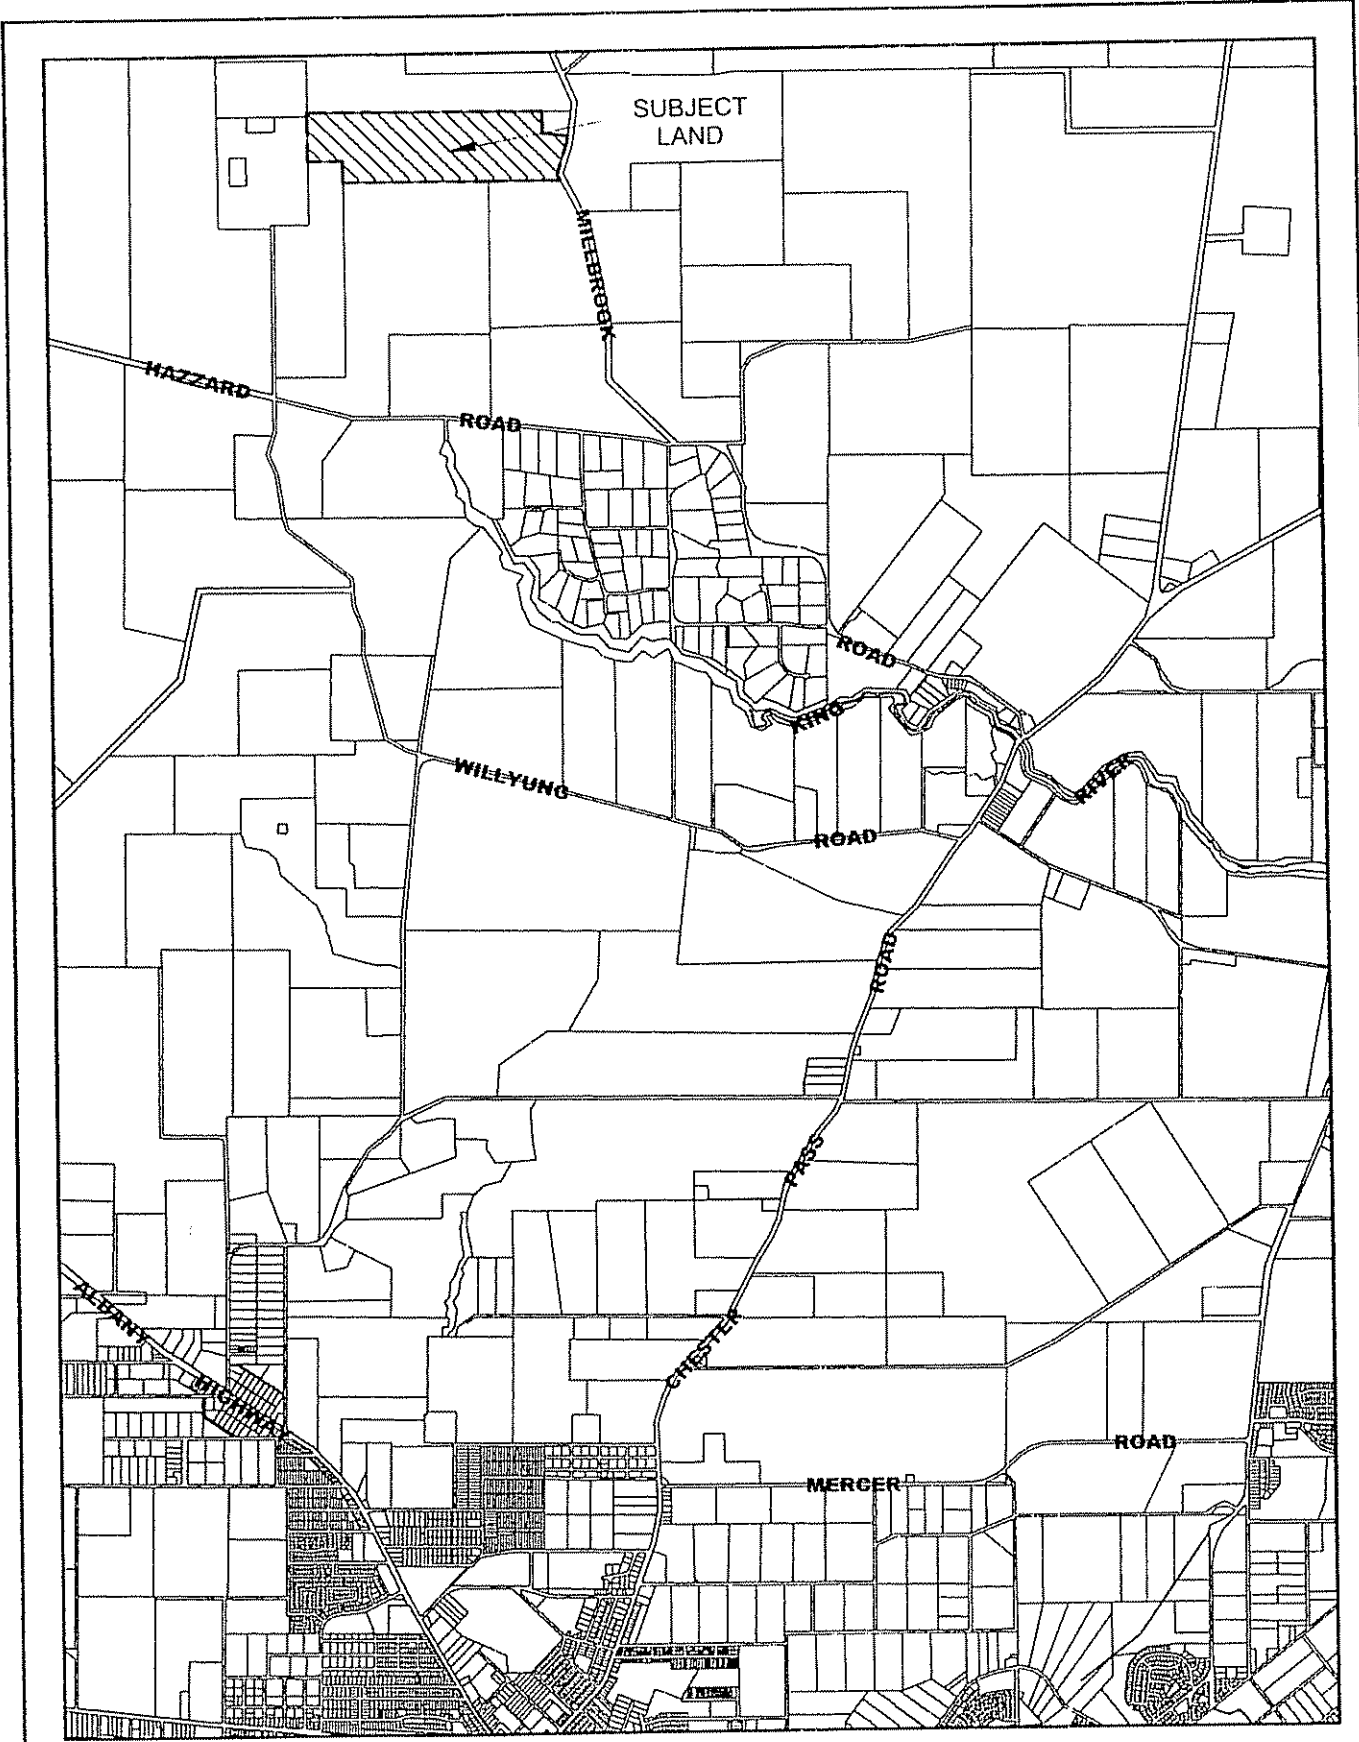 SUBJECT
LAND
MILLBROOK
HAZZARD
ROAD
ROAD
KING
RIVER
WILLYUNG
ROAD
ROAD
PASS
CHESTER
ALBANY
HIGHWAY
ROAD
MERCER